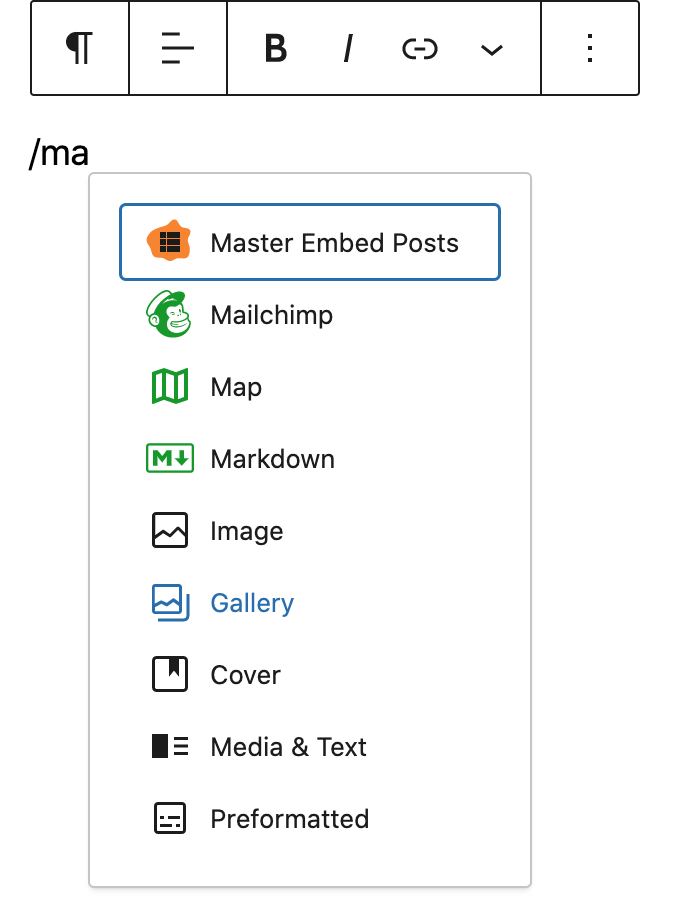 B I
/ma
Master Embed Posts
Mailchimp
Map
M Markdown
Image
Gallery
Cover
Media & Text
Preformatted